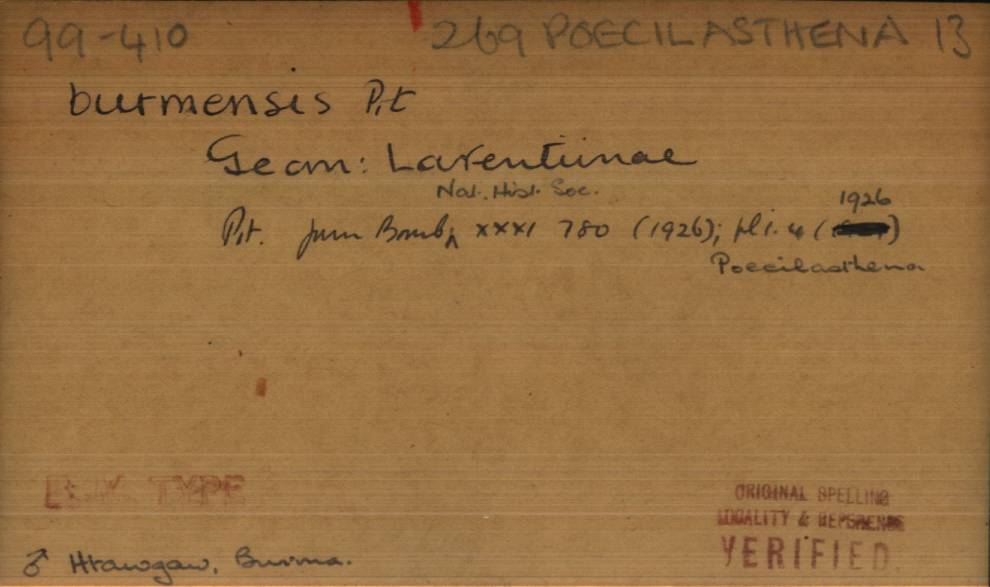 99-410 269 POECILASTHENA 13
burmensis Prt
Geom: Larentiinae
Nat. Hist. Soc.
1926
Prt. Journ Bomb; ^ xxxi 780 (1926); pl i. 4 ( )
Poecilasthena
B.M. TYPE
ORIGINAL SPELLING
LOCALITY & REFERENCE
VERIFIED.
♂ Htawgaw, Burma.